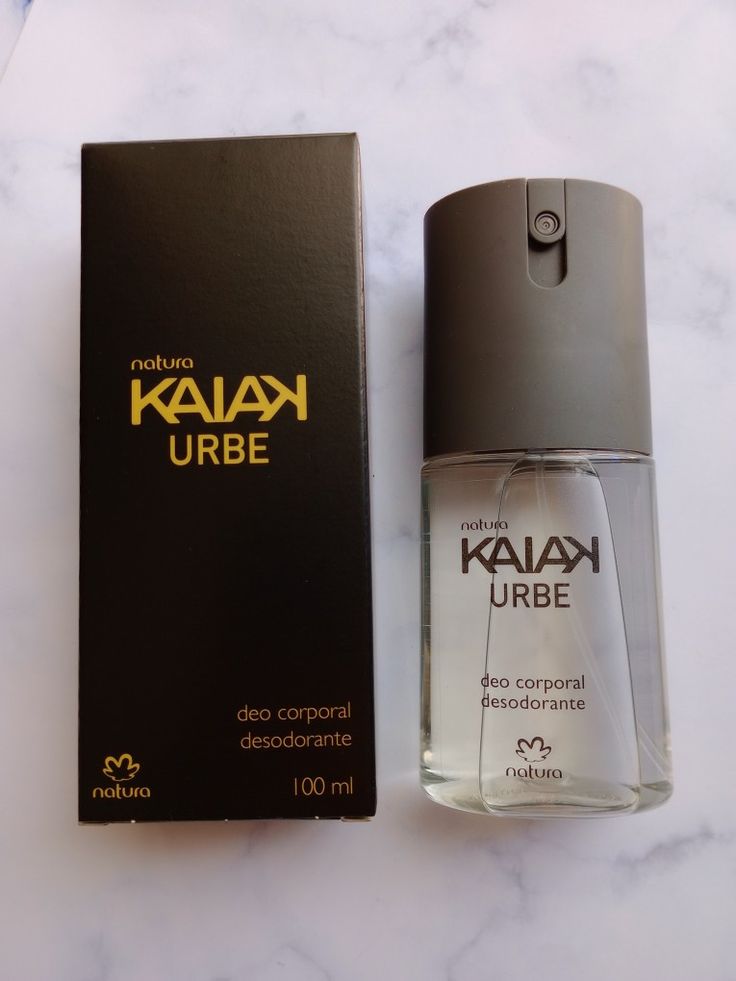 natura
KAIAK
URBE
deo corporal
desodorante
natura
100 ml
natura
KAIAK
URBE
deo corporal
desodorante
natura